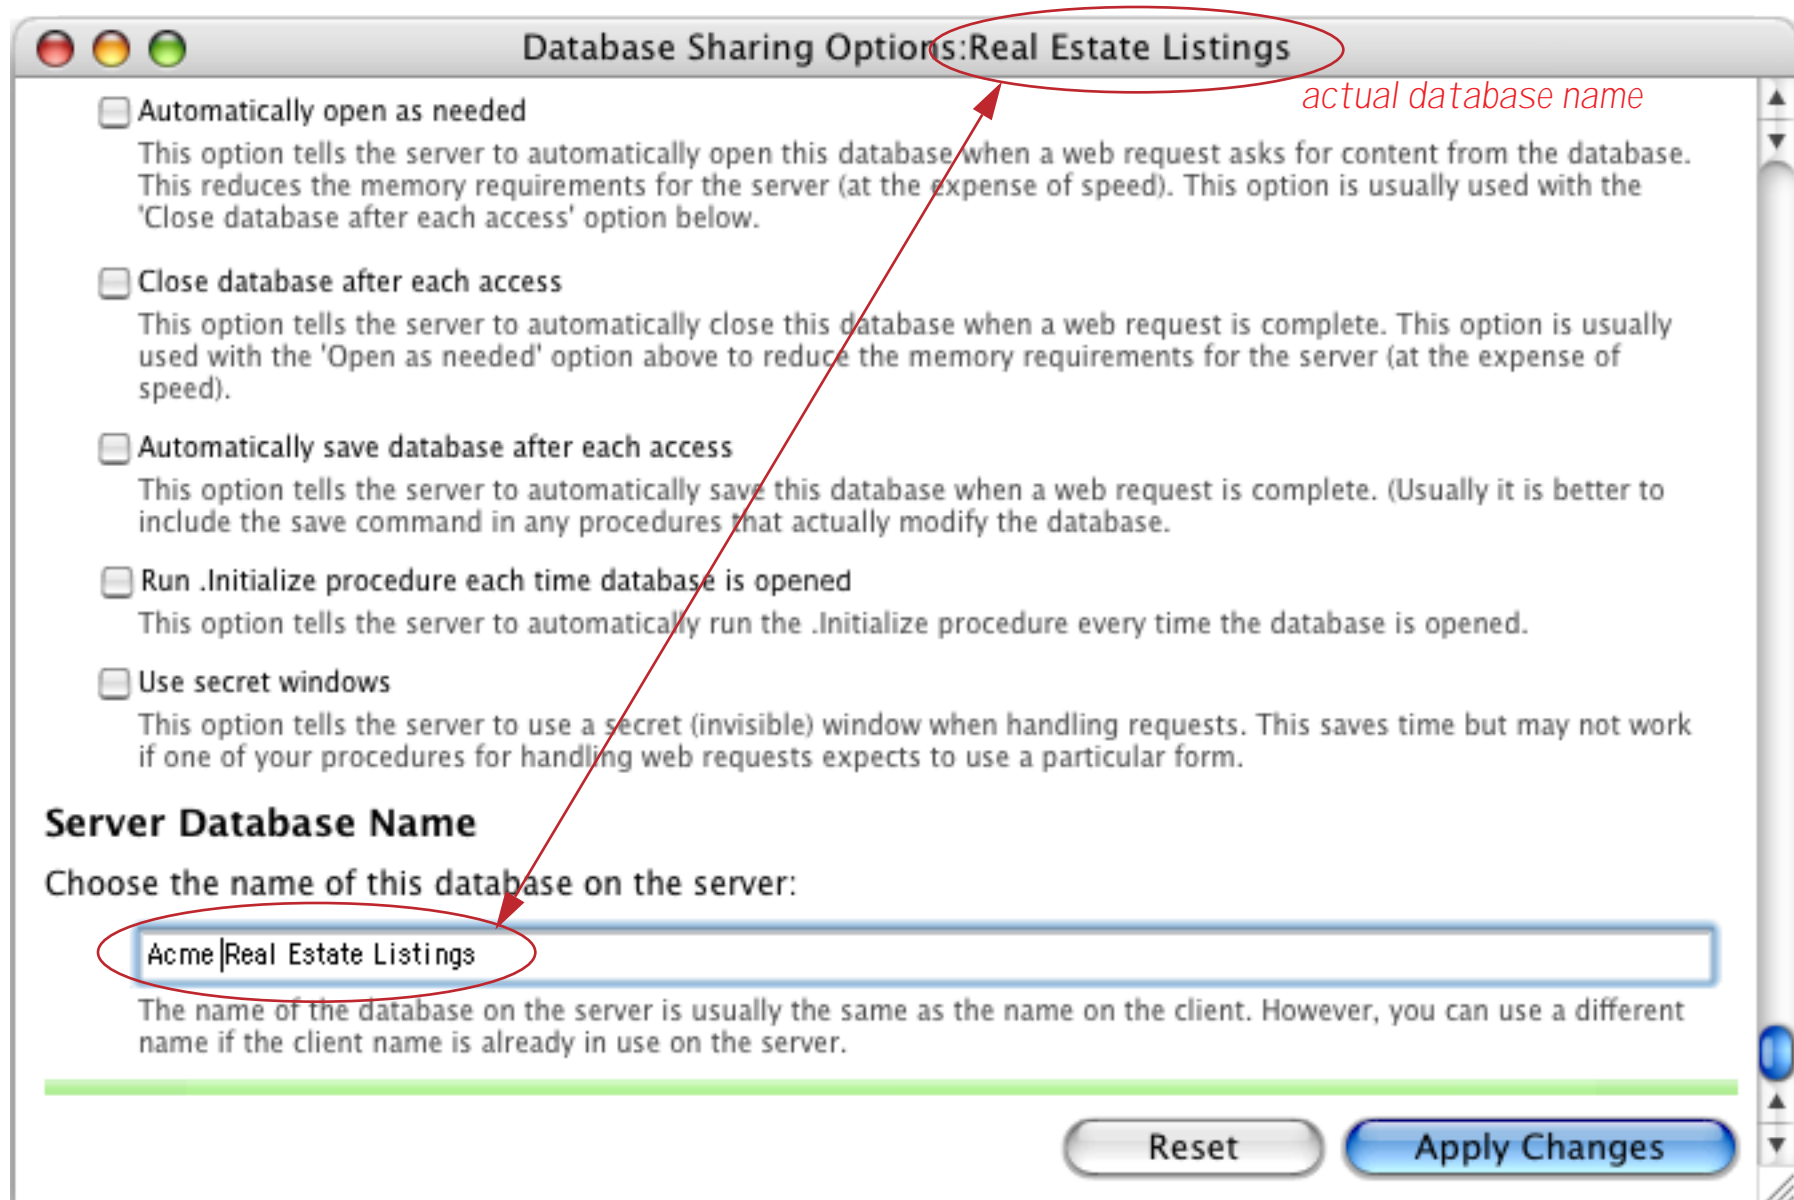 Database Sharing Options:Real Estate Listings
actual database name
Automatically open as needed
This option tells the server to automatically open this database when a web request asks for content from the database.
This reduces the memory requirements for the server (at the expense of speed). This option is usually used with the
'Close database after each access' option below.
Close database after each access
This option tells the server to automatically close this database when a web request is complete. This option is usually
used with the 'Open as needed' option above to reduce the memory requirements for the server (at the expense of
speed).
Automatically save database after each access
This option tells the server to automatically save this database when a web request is complete. (Usually it is better to
include the save command in any procedures that actually modify the database.
Run .Initialize procedure each time database is opened
This option tells the server to automatically run the .Initialize procedure every time the database is opened.
Use secret windows
This option tells the server to use a secret (invisible) window when handling requests. This saves time but may not work
if one of your procedures for handling web requests expects to use a particular form.
Server Database Name
Choose the name of this database on the server:
Acme Real Estate Listings
The name of the database on the server is usually the same as the name on the client. However, you can use a different
name if the client name is already in use on the server.
Reset
Apply Changes